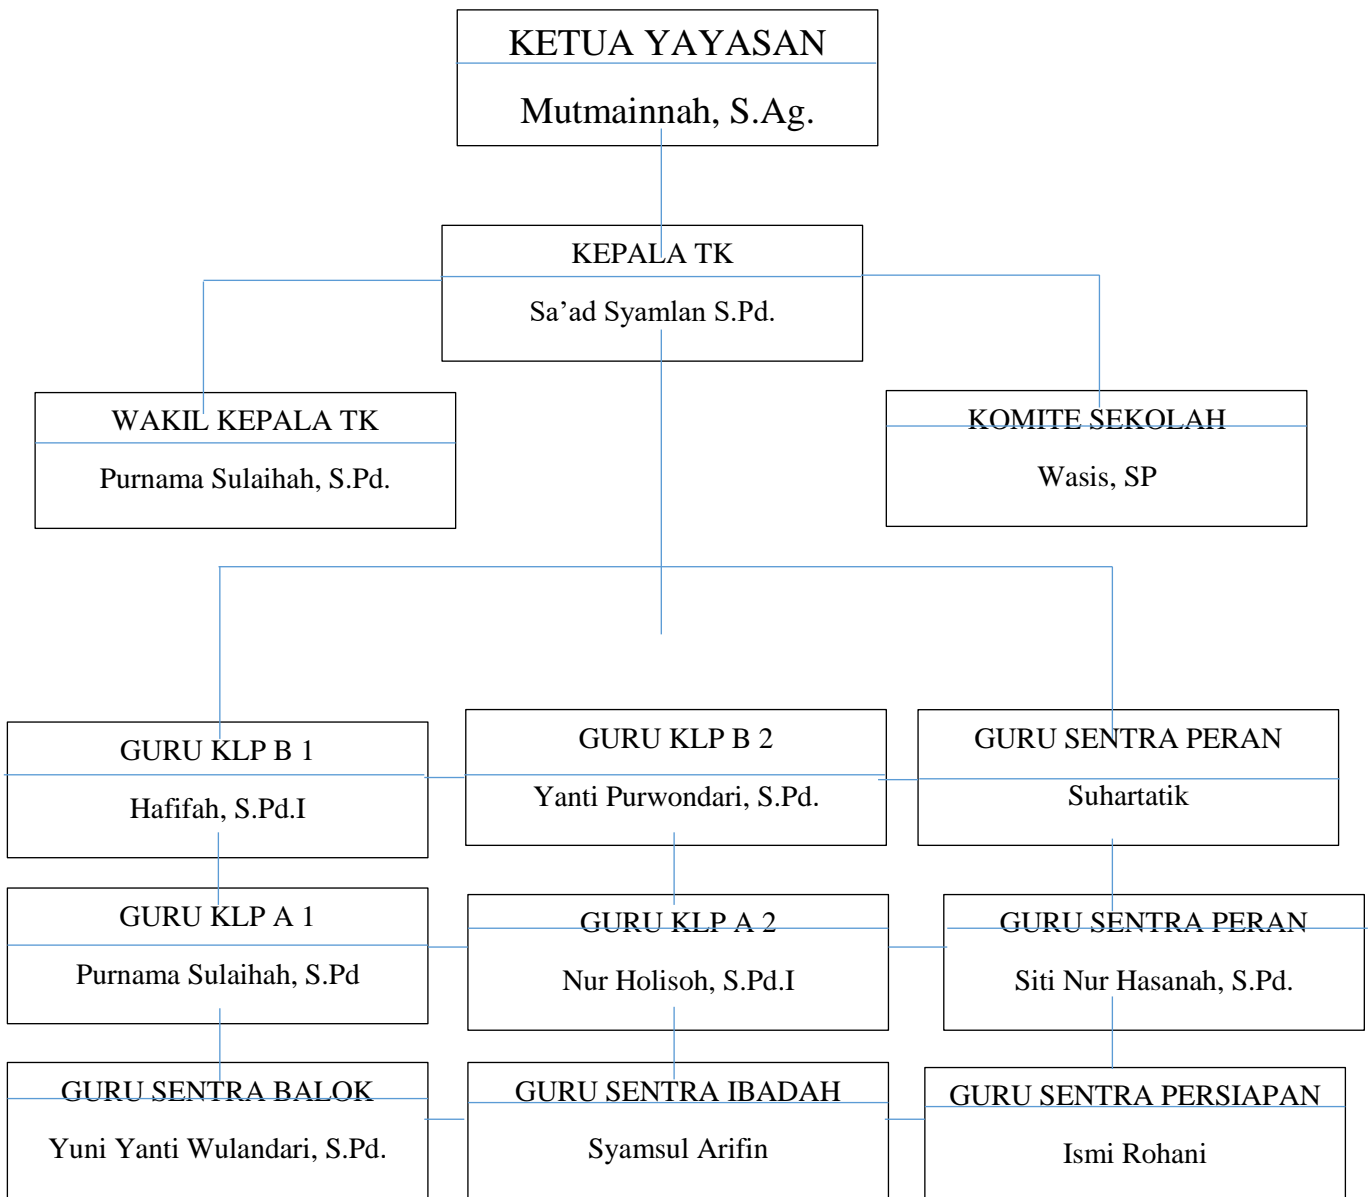 KETUA YAYASAN
Mutmainnah, S.Ag.
KEPALA TK
Sa’ad Syamlan S.Pd.
WAKIL KEPALA TK
Purnama Sulaihah, S.Pd.
KOMITE SEKOLAH
Wasis, SP
GURU KLP B 1
Hafifah, S.Pd.I
GURU KLP B 2
Yanti Purwondari, S.Pd.
GURU SENTRA PERAN
Suhartatik
GURU KLP A 1
Purnama Sulaihah, S.Pd
GURU KLP A 2
Nur Holisoh, S.Pd.I
GURU SENTRA PERAN
Siti Nur Hasanah, S.Pd.
GURU SENTRA BALOK
Yuni Yanti Wulandari, S.Pd.
GURU SENTRA IBADAH
Syamsul Arifin
GURU SENTRA PERSIAPAN
Ismi Rohani